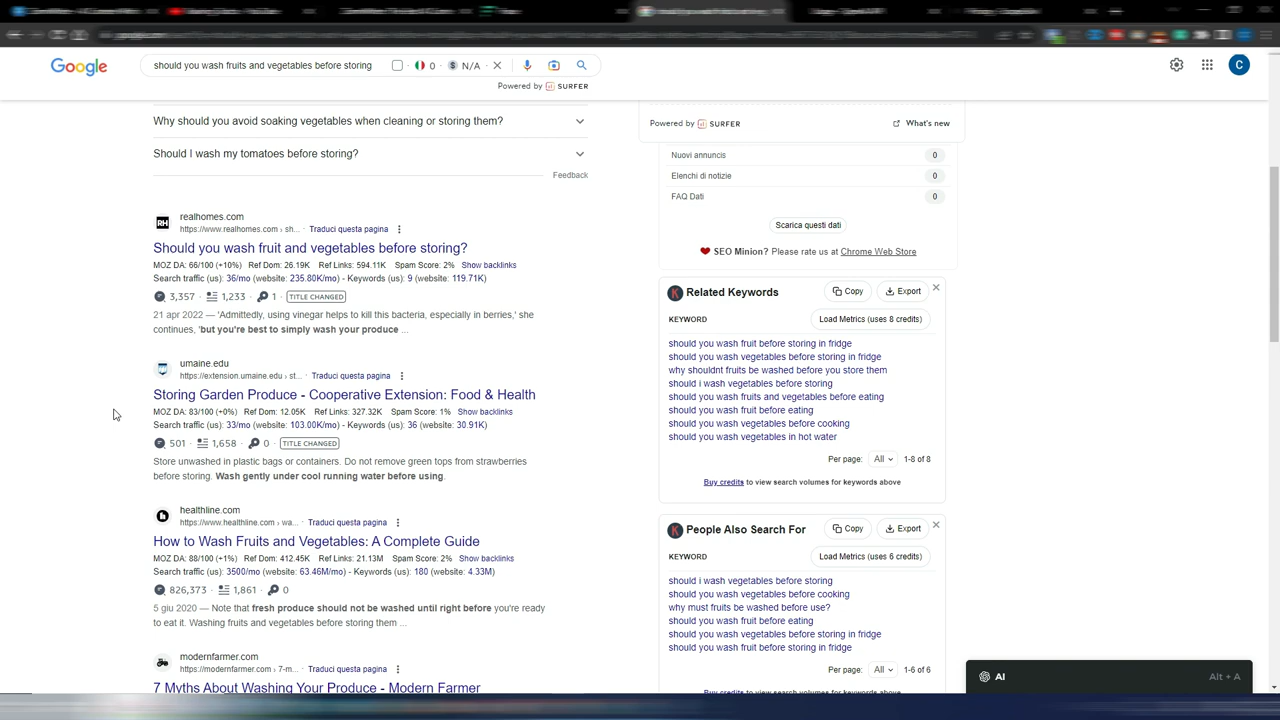 Google
should you wash fruits and vegetables before storing
0 · $ N/A ·
Powered by SURFER
Why should you avoid soaking vegetables when cleaning or storing them?
Should I wash my tomatoes before storing?
Feedback
RH
realhomes.com
https://www.realhomes.com › sh... · Traduci questa pagina
Should you wash fruit and vegetables before storing?
MOZ DA: 66/100 (+10%) Ref Dom: 26.19K Ref Links: 594.11K Spam Score: 2% Show backlinks
Search traffic (us): 36/mo (website: 235.80K/mo) - Keywords (us): 9 (website: 119.71K)
3,357 · 1,233 · 1 TITLE CHANGED
21 apr 2022 — 'Admittedly, using vinegar helps to kill this bacteria, especially in berries,' she
continues, 'but you're best to simply wash your produce ...
umaine.edu
https://extension.umaine.edu › st... · Traduci questa pagina
Storing Garden Produce - Cooperative Extension: Food & Health
MOZ DA: 83/100 (+0%) Ref Dom: 12.05K Ref Links: 327.32K Spam Score: 1% Show backlinks
Search traffic (us): 33/mo (website: 103.00K/mo) - Keywords (us): 36 (website: 30.91K)
501 · 1,658 · 0 TITLE CHANGED
Store unwashed in plastic bags or containers. Do not remove green tops from strawberries
before storing. Wash gently under cool running water before using.
healthline.com
https://www.healthline.com › wa... · Traduci questa pagina
How to Wash Fruits and Vegetables: A Complete Guide
MOZ DA: 88/100 (+1%) Ref Dom: 412.45K Ref Links: 21.13M Spam Score: 2% Show backlinks
Search traffic (us): 3500/mo (website: 63.46M/mo) - Keywords (us): 180 (website: 4.33M)
826,373 · 1,861 · 0
5 giu 2020 — Note that fresh produce should not be washed until right before you're ready
to eat it. Washing fruits and vegetables before storing them ...
modernfarmer.com
https://modernfarmer.com › 7-m... · Traduci questa pagina
7 Myths About Washing Your Produce - Modern Farmer
C
Powered by SURFER What's new
Nuovi annuncis 0
Elenchi di notizie 0
FAQ Dati 0
Scarica questi dati
SEO Minion? Please rate us at Chrome Web Store
K Related Keywords Copy Export
KEYWORD Load Metrics (uses 8 credits)
should you wash fruit before storing in fridge
should you wash vegetables before storing in fridge
why shouldnt fruits be washed before you store them
should i wash vegetables before storing
should you wash fruits and vegetables before eating
should you wash fruit before eating
should you wash vegetables before cooking
should you wash vegetables in hot water
Per page: All 1-8 of 8
Buy credits to view search volumes for keywords above
K People Also Search For Copy Export
KEYWORD Load Metrics (uses 6 credits)
should i wash vegetables before storing
should you wash vegetables before cooking
why must fruits be washed before use?
should you wash fruit before eating
should you wash vegetables before storing in fridge
should you wash fruit before storing in fridge
Per page: All 1-6 of 6
Buy credits to view search volumes for keywords above
AI Alt + A